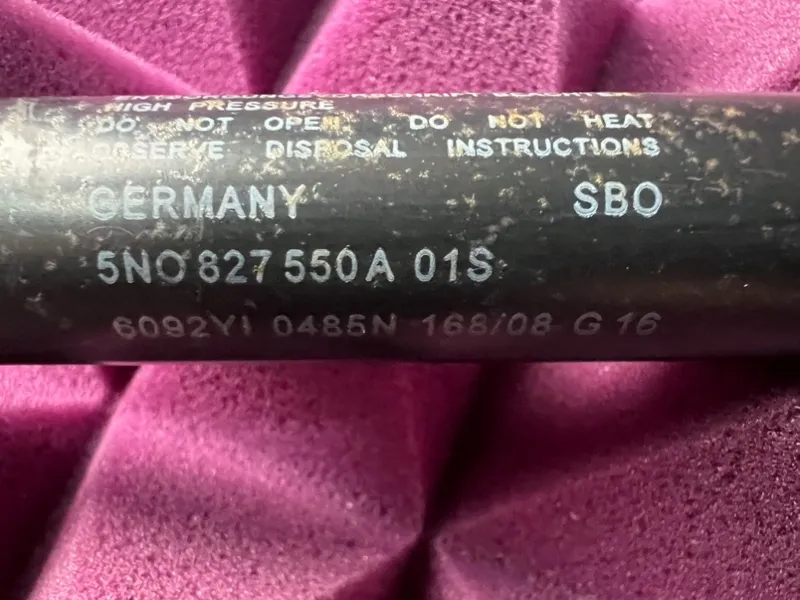 HIGH PRESSURE
DO NOT OPEN. DO NOT HEAT
OBSERVE DISPOSAL INSTRUCTIONS
GERMANY SBO
5N0 827 550A 01S
6092YI 0485N 168/08 G 16